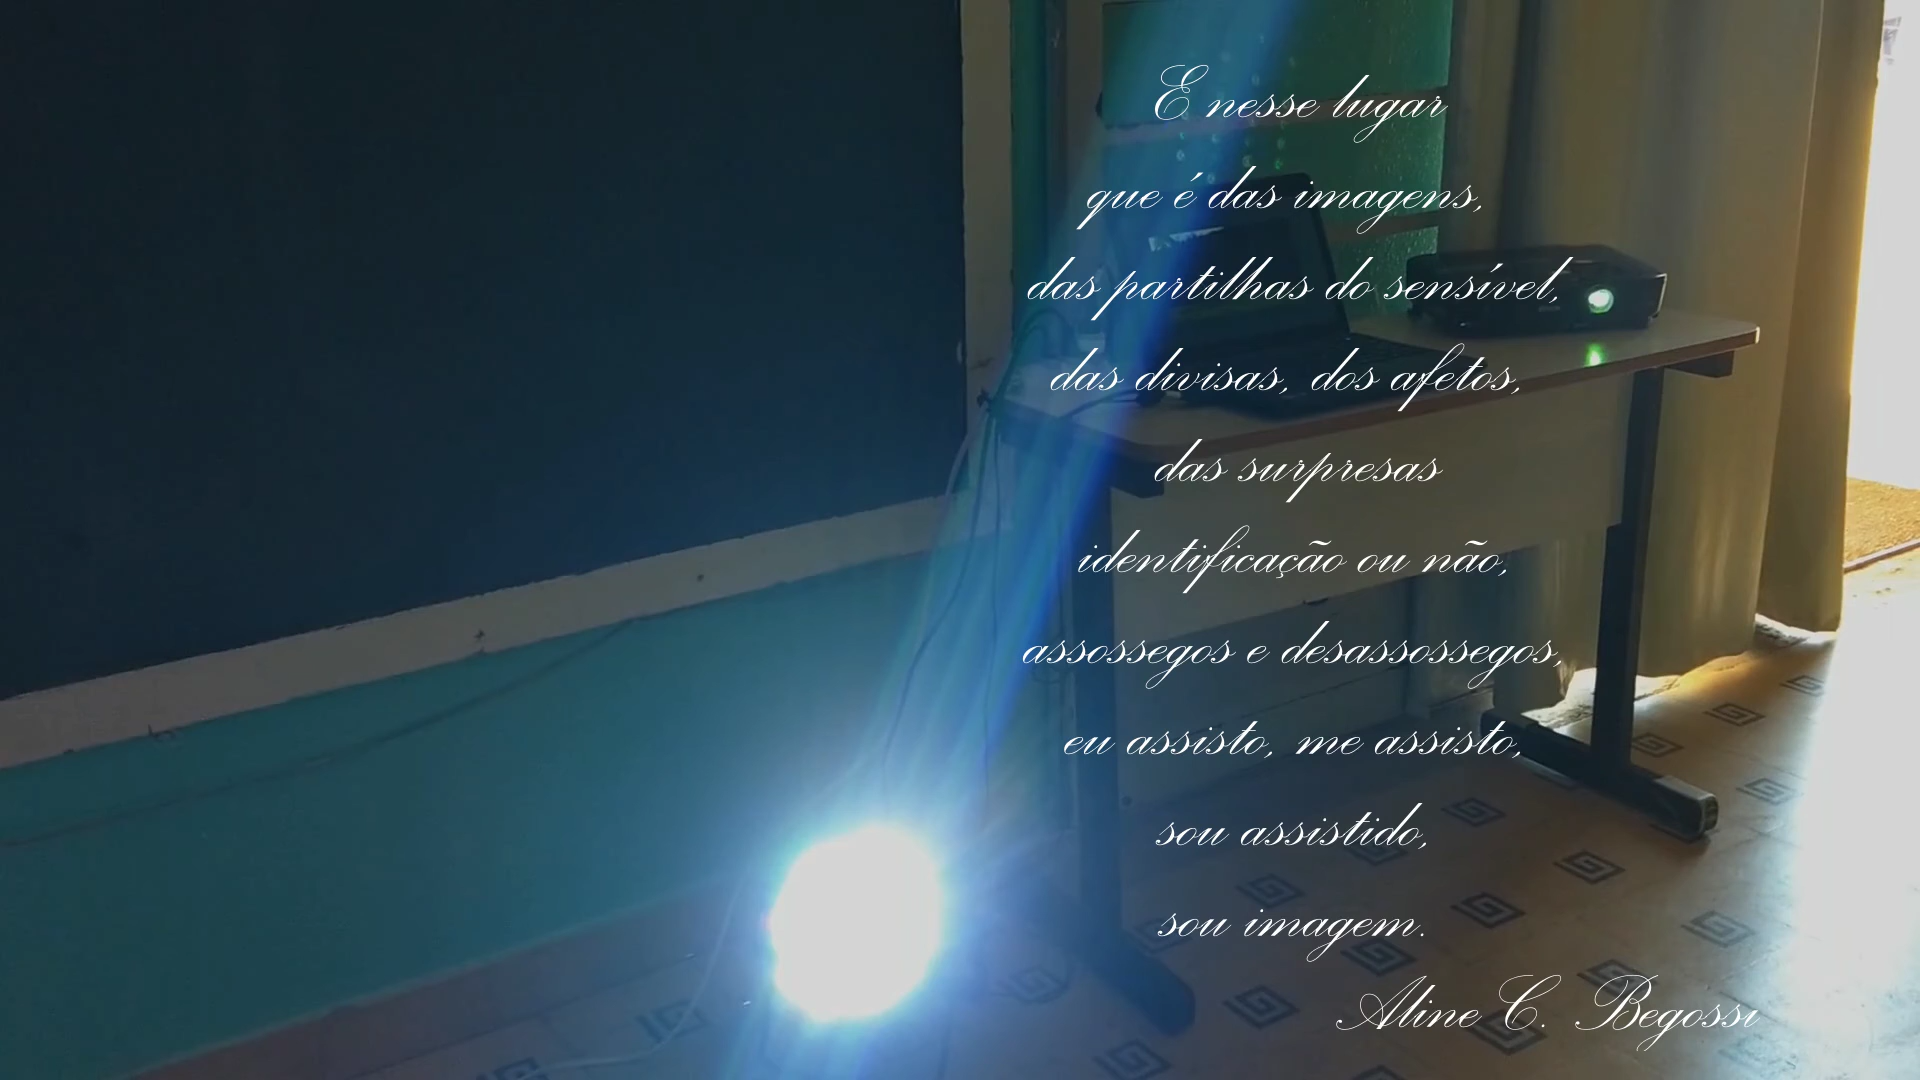 E nesse lugar
que é das imagens,
das partilhas do sensível,
das divisas, dos afetos,
das surpresas
identificação ou não,
assossegos e desassossegos,
eu assisto, me assisto,
sou assistido,
sou imagem.
Aline C. Begossi